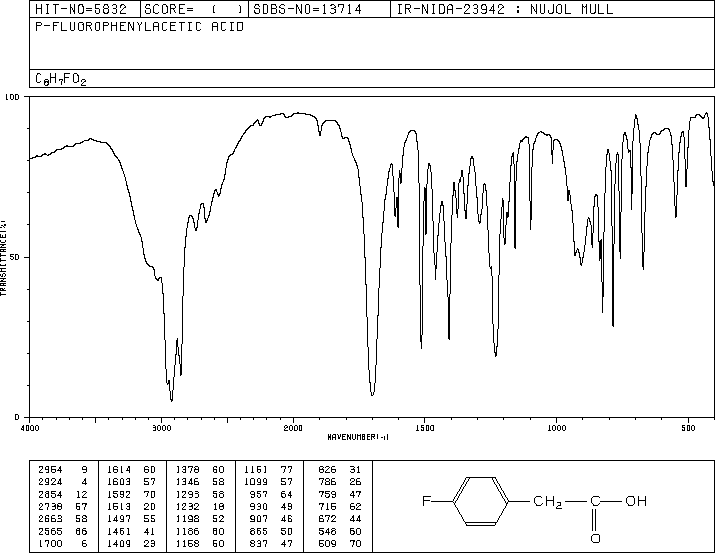 HIT-NO=5832 SCORE= ( ) SDBS-NO=13714 IR-NIDA-23942 : NUJOL MULL
P-FLUOROPHENYLACETIC ACID
C8H7FO2
100
50
0
TRANSMITTANCE(%)
4000 3000 2000 1500 1000 500
WAVENUMBER(-1)
2954 9 1614 60 1378 60 1161 77 826 31
2924 4 1603 57 1346 58 1099 57 786 26
2854 12 1592 70 1293 58 957 64 759 47
2738 57 1513 20 1232 18 930 49 715 62
2663 58 1497 55 1198 52 907 46 672 44
2565 66 1461 41 1186 60 865 50 548 60
1700 6 1409 23 1158 50 837 47 509 70
F CH2 C OH
O